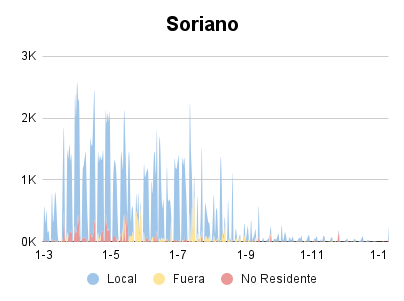 Soriano
3K
2K
1K
0K
1-3 1-5 1-7 1-9 1-11 1-1
Local Fuera No Residente